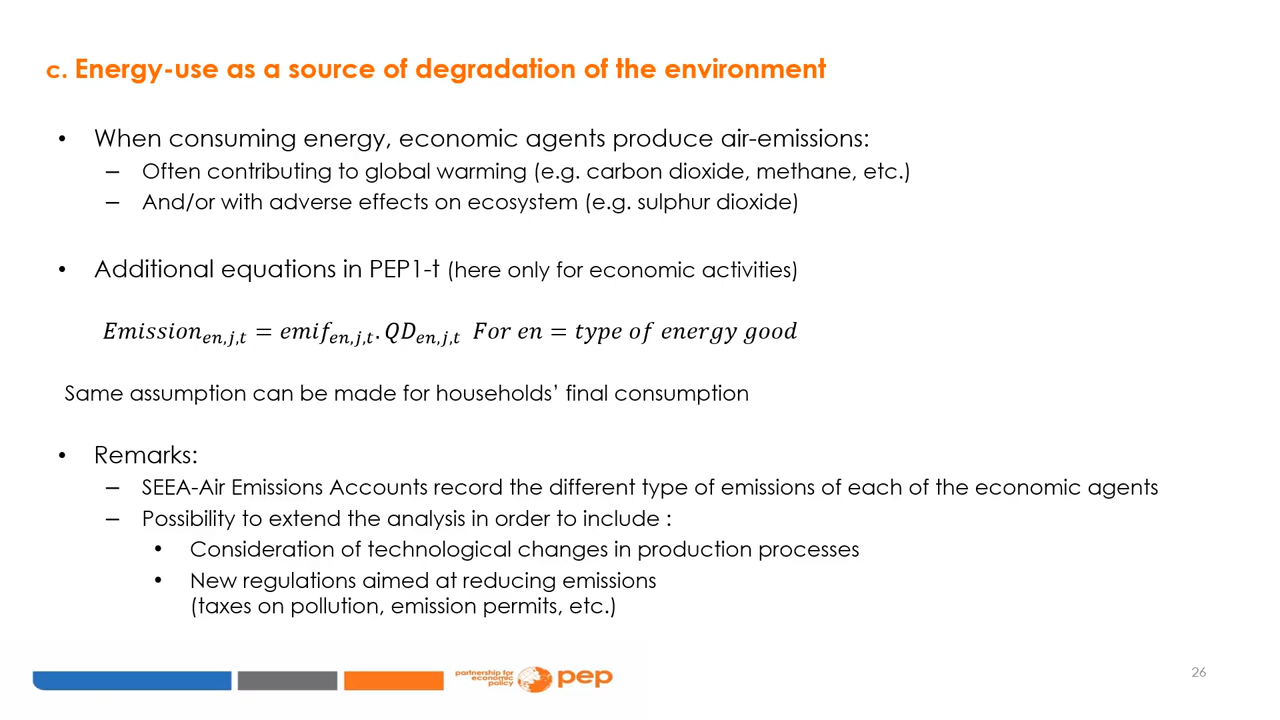 c. Energy-use as a source of degradation of the environment
• When consuming energy, economic agents produce air-emissions:
– Often contributing to global warming (e.g. carbon dioxide, methane, etc.)
– And/or with adverse effects on ecosystem (e.g. sulphur dioxide)
• Additional equations in PEP1-t (here only for economic activities)
𝐸𝑚𝑖𝑠𝑠𝑖𝑜𝑛_{en,j,t} = 𝑒𝑚𝑖𝑓_{en,j,t}. 𝑄𝐷_{en,j,t} For en = type of energy good
Same assumption can be made for households’ final consumption
• Remarks:
– SEEA-Air Emissions Accounts record the different type of emissions of each of the economic agents
– Possibility to extend the analysis in order to include :
• Consideration of technological changes in production processes
• New regulations aimed at reducing emissions
(taxes on pollution, emission permits, etc.)
partnership for
economic
policy
pep
26